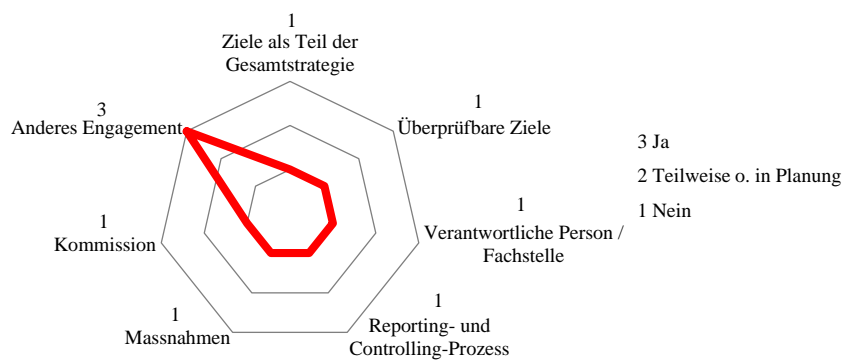 1
Ziele als Teil der
Gesamtstrategie
1
Überprüfbare Ziele
1
Verantwortliche Person /
Fachstelle
1
Reporting- und
Controlling-Prozess
1
Massnahmen
1
Kommission
3
Anderes Engagement
3 Ja
2 Teilweise o. in Planung
1 Nein